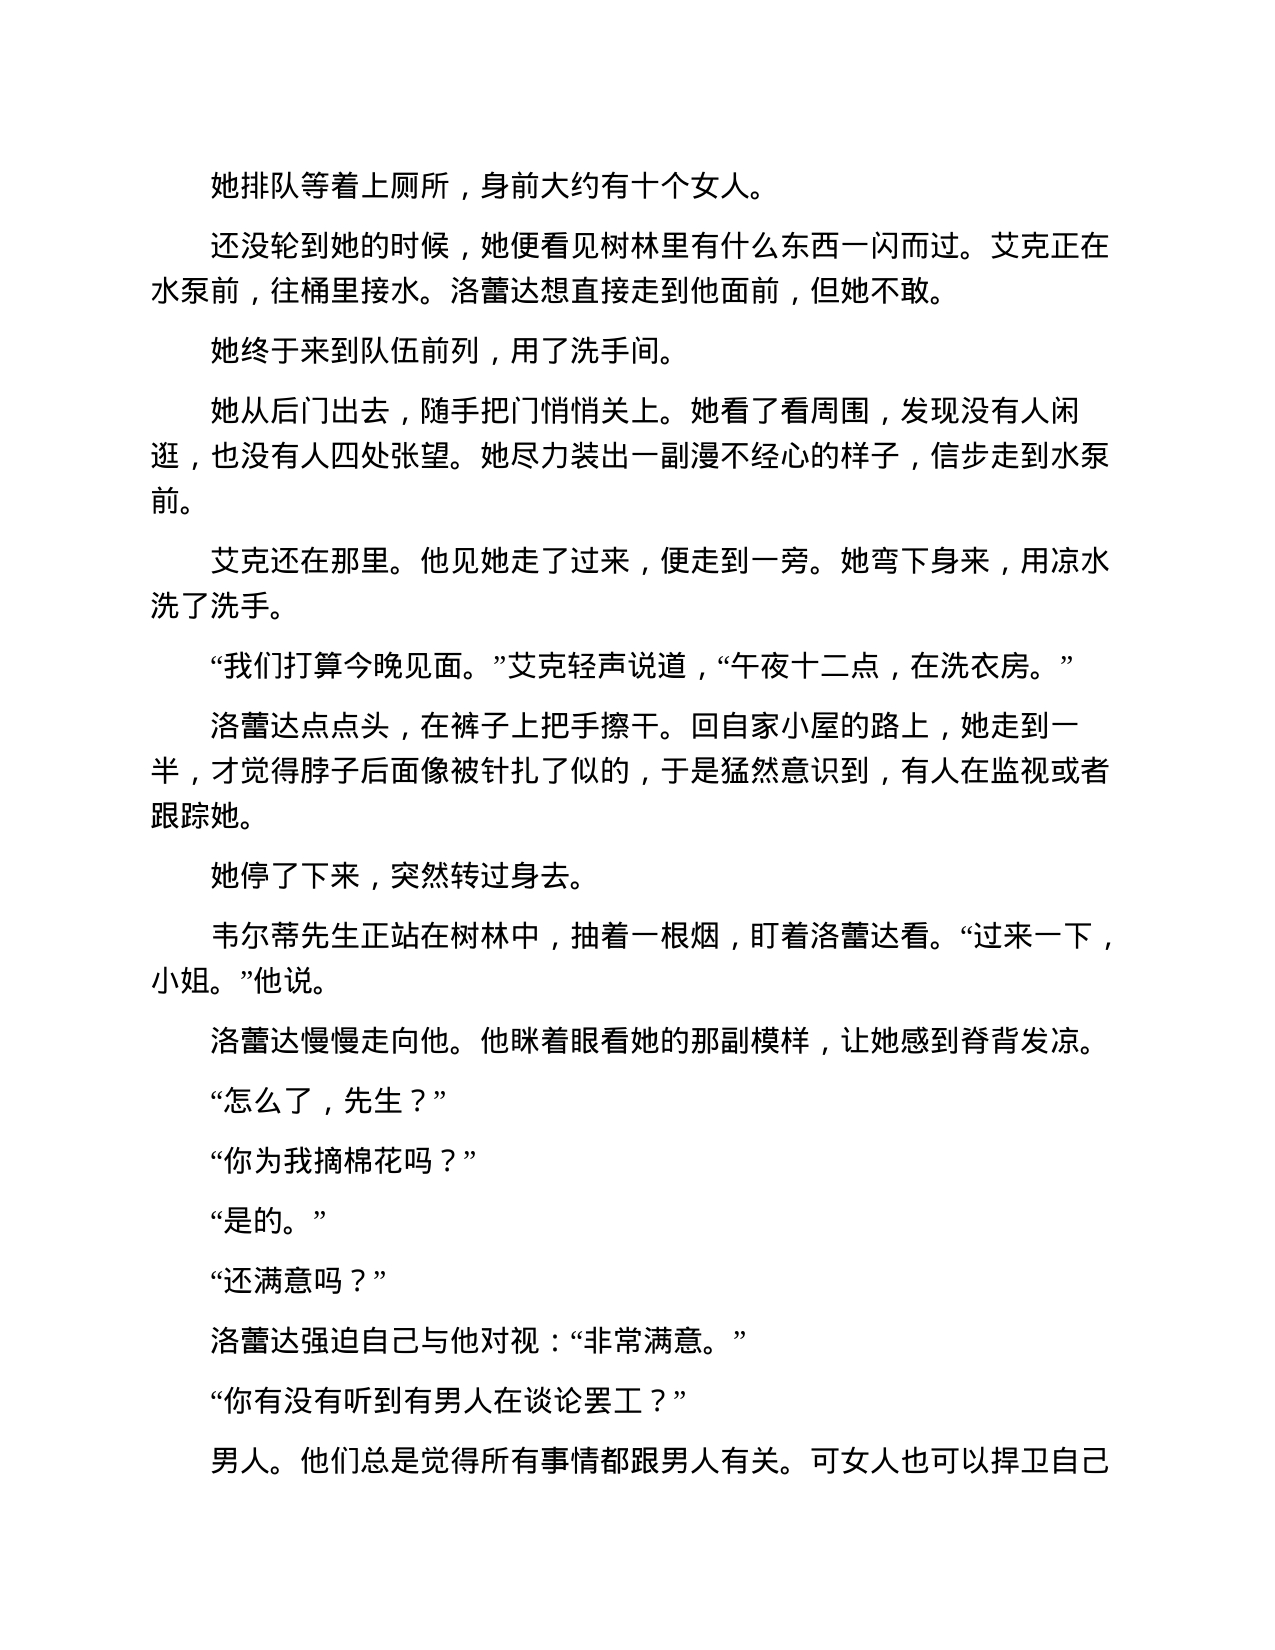 她排队等着上厕所，身前大约有十个女人。
还没轮到她的时候，她便看见树林里有什么东西一闪而过。艾克正在
水泵前，往桶里接水。洛蕾达想直接走到他面前，但她不敢。
她终于来到队伍前列，用了洗手间。
她从后门出去，随手把门悄悄关上。她看了看周围，发现没有人闲
逛，也没有人四处张望。她尽力装出一副漫不经心的样子，信步走到水泵
前。
艾克还在那里。他见她走了过来，便走到一旁。她弯下身来，用凉水
洗了洗手。
“我们打算今晚见面。”艾克轻声说道，“午夜十二点，在洗衣房。”
洛蕾达点点头，在裤子上把手擦干。回自家小屋的路上，她走到一
半，才觉得脖子后面像被针扎了似的，于是猛然意识到，有人在监视或者
跟踪她。
她停了下来，突然转过身去。
韦尔蒂先生正站在树林中，抽着一根烟，盯着洛蕾达看。“过来一下，
小姐。”他说。
洛蕾达慢慢走向他。他眯着眼看她的那副模样，让她感到脊背发凉。
“怎么了，先生？”
“你为我摘棉花吗？”
“是的。”
“还满意吗？”
洛蕾达强迫自己与他对视：“非常满意。”
“你有没有听到有男人在谈论罢工？”
男人。他们总是觉得所有事情都跟男人有关。可女人也可以捍卫自己